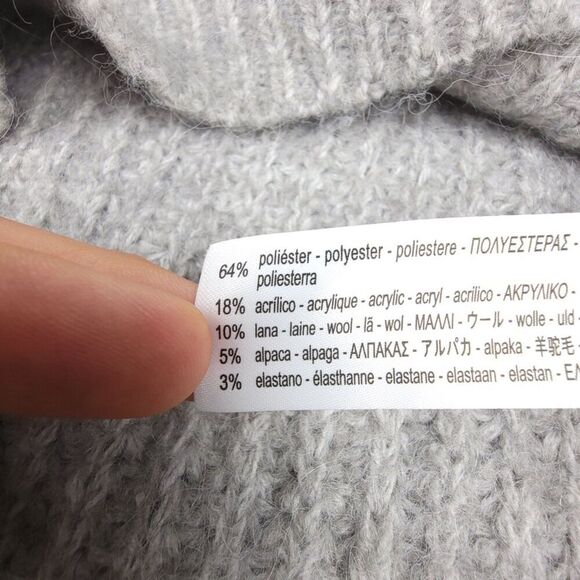 64% poliéster - polyester - poliestere - ΠΟΛΥΕΣΤΕΡΑΣ -
poliesterra
18% acrílico - acrylique - acrylic - acryl - acrilico - ΑΚΡΥΛΙΚΟ -
10% lana - laine - wool - lã - wol - ΜΑΛΛΙ - ウール - wolle - uld -
5% alpaca - alpaga - ΑΛΠΑΚΑΣ - アルパカ - alpaka - 羊驼毛 -
3% elastano - élasthanne - elastane - elastaan - elastan - ΕΛ